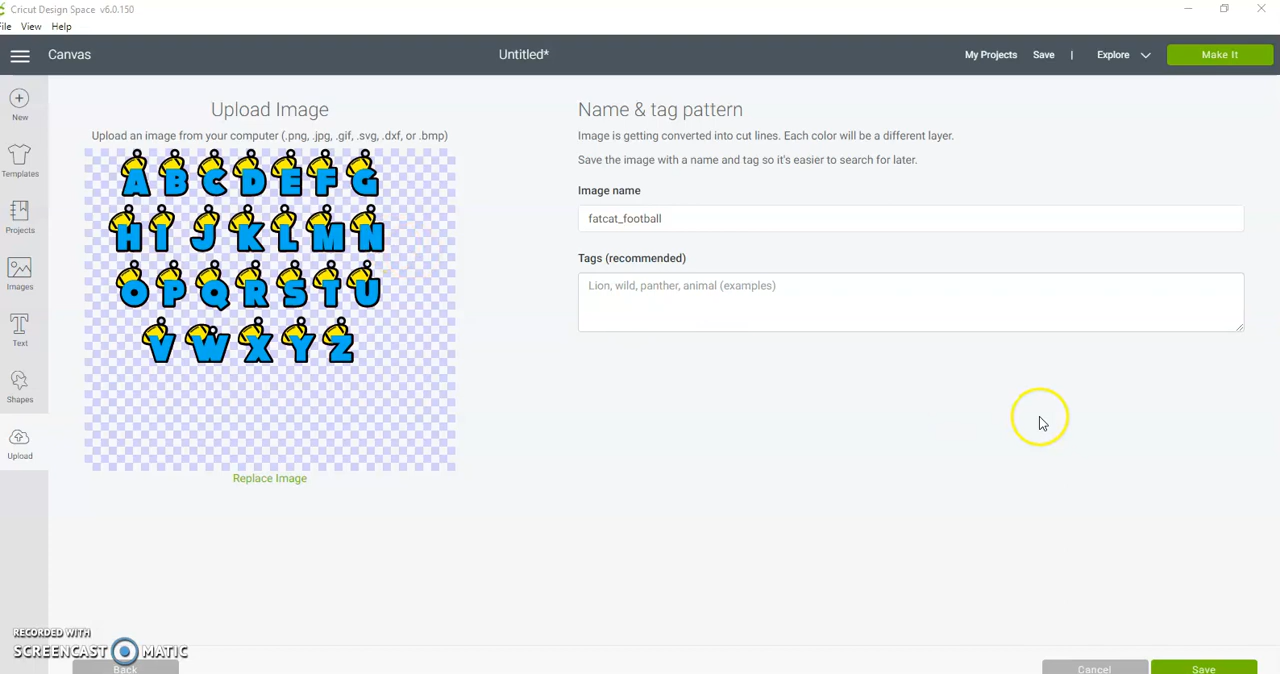 Cricut Design Space v6.0.150
File View Help
Canvas
Untitled*
My Projects Save | Explore Make It
New
Templates
Projects
Images
Text
Shapes
Upload
Upload Image
Upload an image from your computer (.png, .jpg, .gif, .svg, .dxf, or .bmp)
A B C D E F G
H I J K L M N
O P Q R S T U
V W X Y Z
Replace Image
Name & tag pattern
Image is getting converted into cut lines. Each color will be a different layer.
Save the image with a name and tag so it's easier to search for later.
Image name
fatcat_football
Tags (recommended)
Lion, wild, panther, animal (examples)
RECORDED WITH
SCREENCAST MATIC
Back
Cancel Save